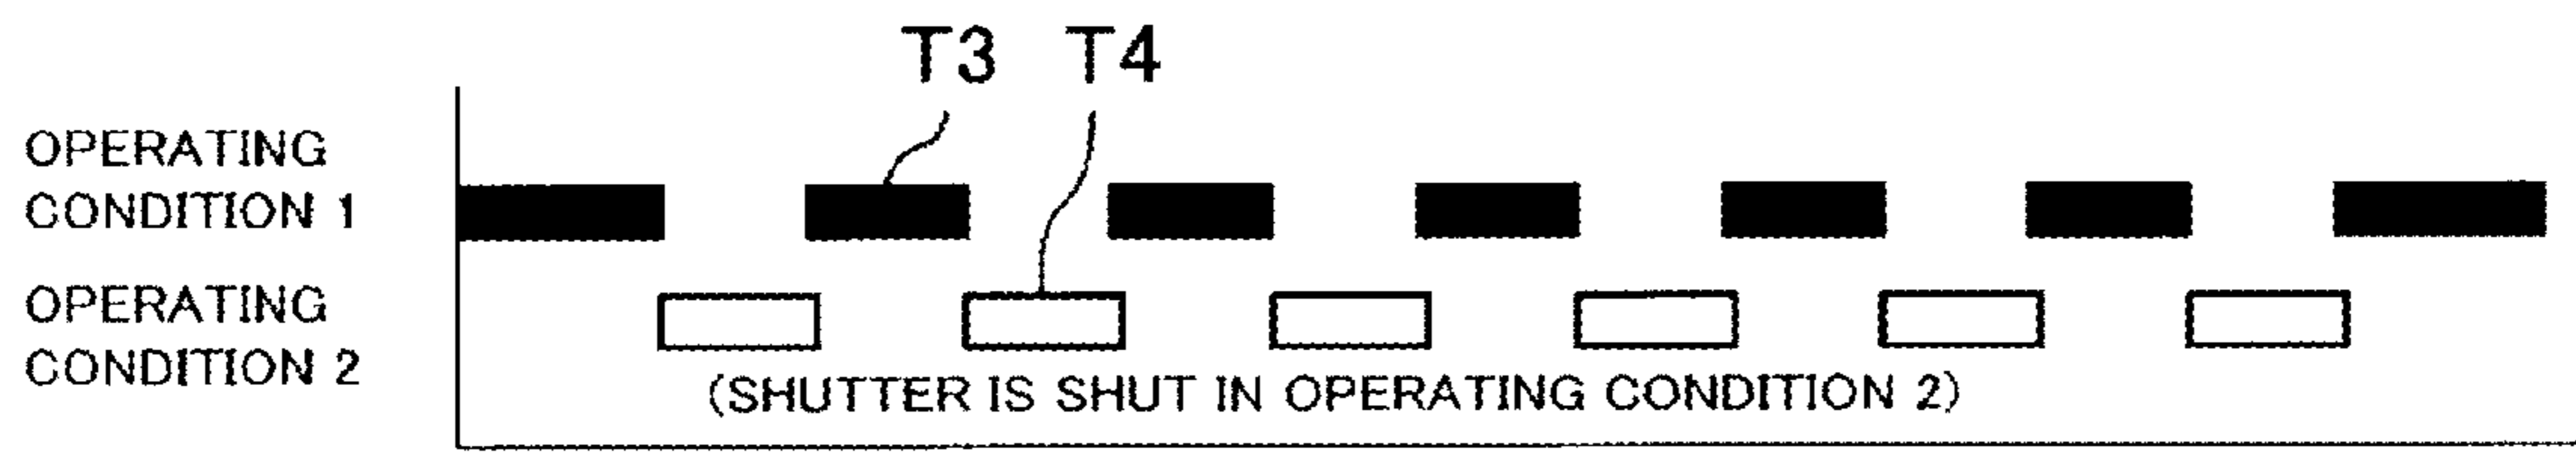 T3 T4
OPERATING
CONDITION 1
OPERATING
CONDITION 2
(SHUTTER IS SHUT IN OPERATING CONDITION 2)